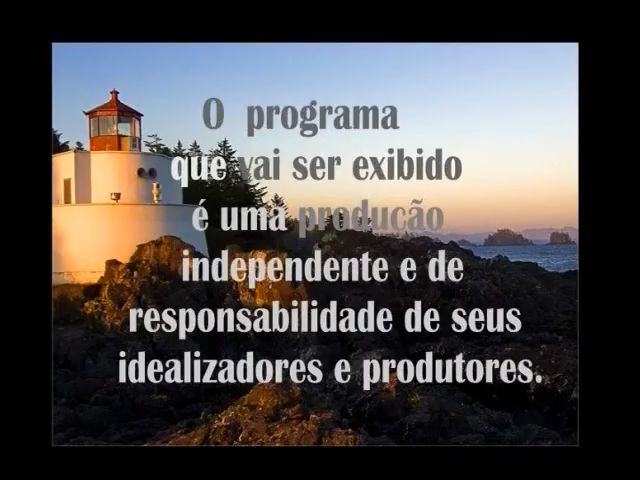 O programa
que vai ser exibido
é uma produção
independente e de
responsabilidade de seus
idealizadores e produtores.